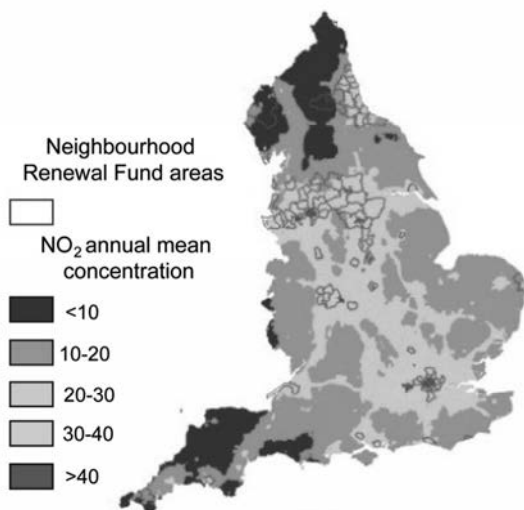 Neighbourhood
Renewal Fund areas
NO₂ annual mean
concentration
<10
10-20
20-30
30-40
>40